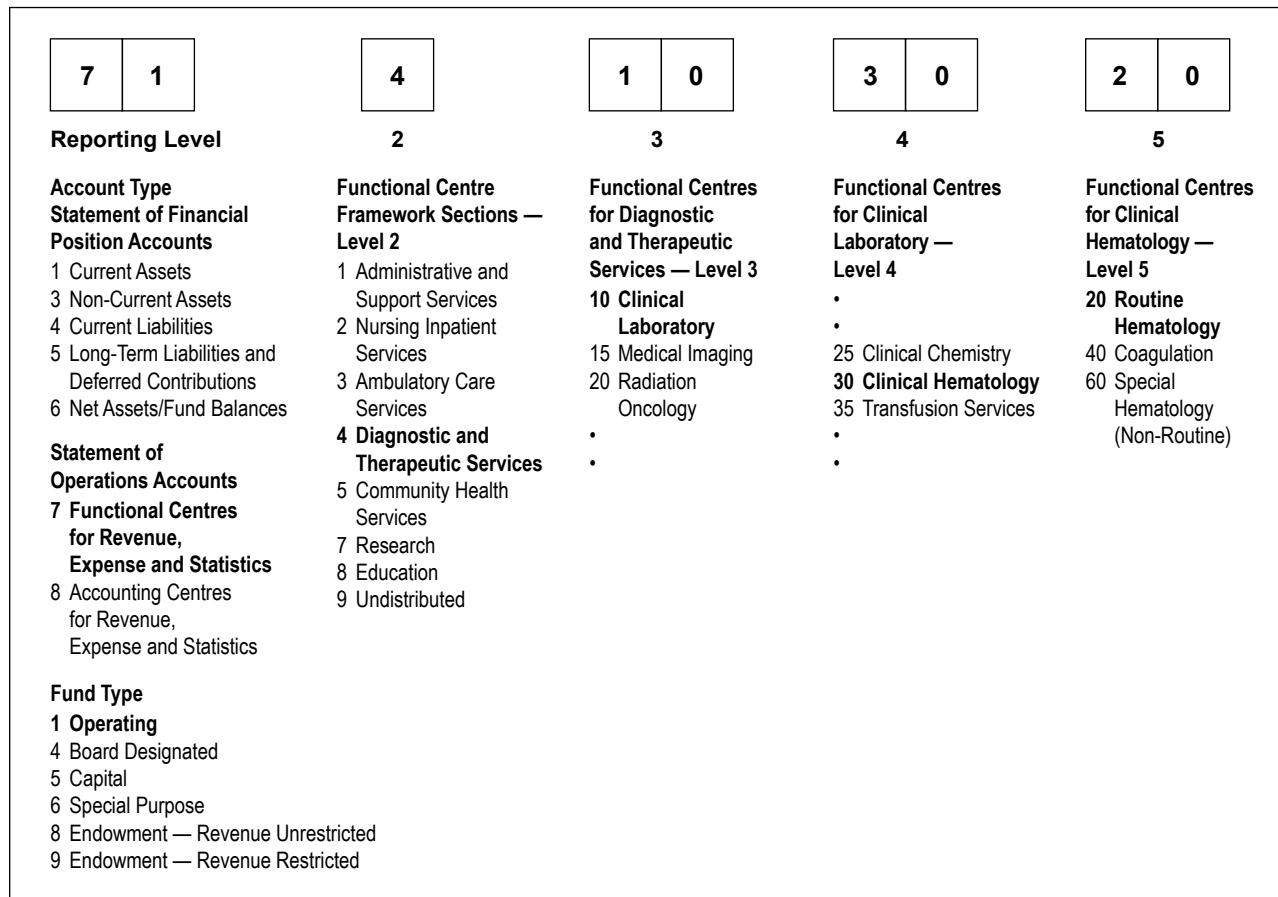 7 1 4 1 0 3 0 2 0
Reporting Level 2 3 4 5
Account Type
Statement of Financial
Position Accounts
1 Current Assets
3 Non-Current Assets
4 Current Liabilities
5 Long-Term Liabilities and
Deferred Contributions
6 Net Assets/Fund Balances
Statement of
Operations Accounts
7 Functional Centres
for Revenue,
Expense and Statistics
8 Accounting Centres
for Revenue,
Expense and Statistics
Fund Type
1 Operating
4 Board Designated
5 Capital
6 Special Purpose
8 Endowment — Revenue Unrestricted
9 Endowment — Revenue Restricted
Functional Centre
Framework Sections —
Level 2
1 Administrative and
Support Services
2 Nursing Inpatient
Services
3 Ambulatory Care
Services
4 Diagnostic and
Therapeutic Services
5 Community Health
Services
7 Research
8 Education
9 Undistributed
Functional Centres
for Diagnostic
and Therapeutic
Services — Level 3
10 Clinical
Laboratory
15 Medical Imaging
20 Radiation
Oncology
•
•
Functional Centres
for Clinical
Laboratory —
Level 4
•
•
25 Clinical Chemistry
30 Clinical Hematology
35 Transfusion Services
•
•
Functional Centres
for Clinical
Hematology —
Level 5
20 Routine
Hematology
40 Coagulation
60 Special
Hematology
(Non-Routine)